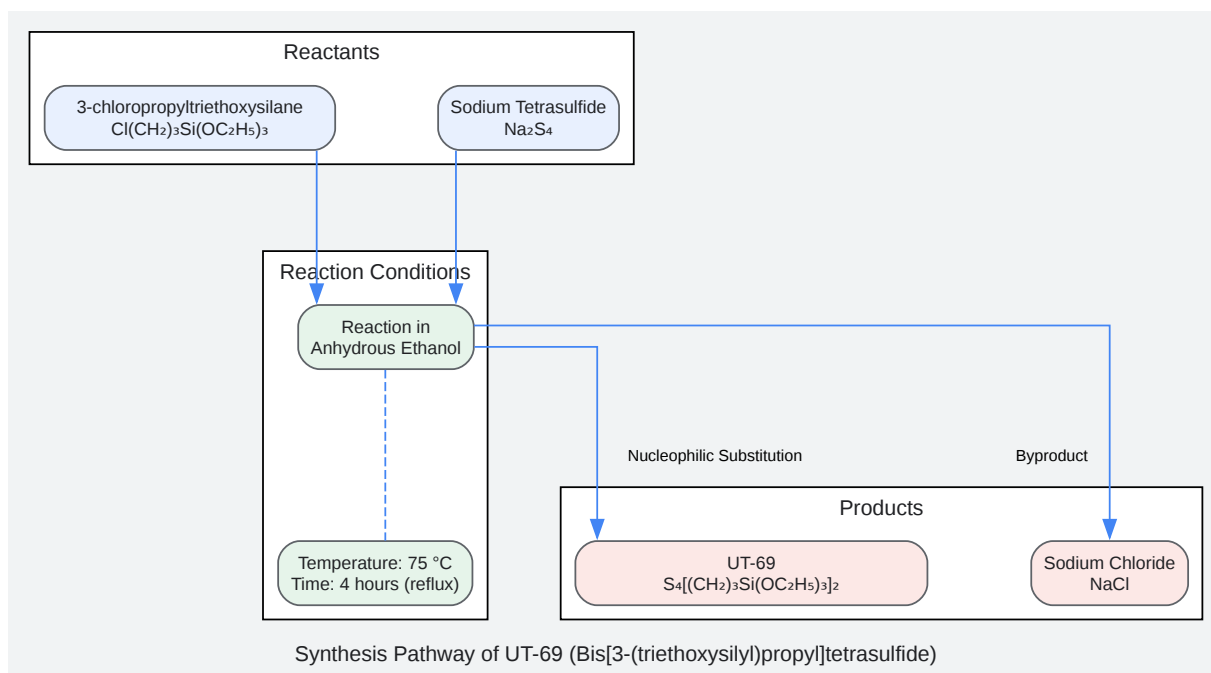 Reactants
3-chloropropyltriethoxysilane
Cl(CH₂)₃Si(OC₂H₅)₃
Sodium Tetrasulfide
Na₂S₄
Reaction Conditions
Reaction in
Anhydrous Ethanol
Nucleophilic Substitution
Byproduct
Products
Temperature: 75 °C
Time: 4 hours (reflux)
UT-69
S₄[(CH₂)₃Si(OC₂H₅)₃]₂
Sodium Chloride
NaCl
Synthesis Pathway of UT-69 (Bis[3-(triethoxysilyl)propyl]tetrasulfide)